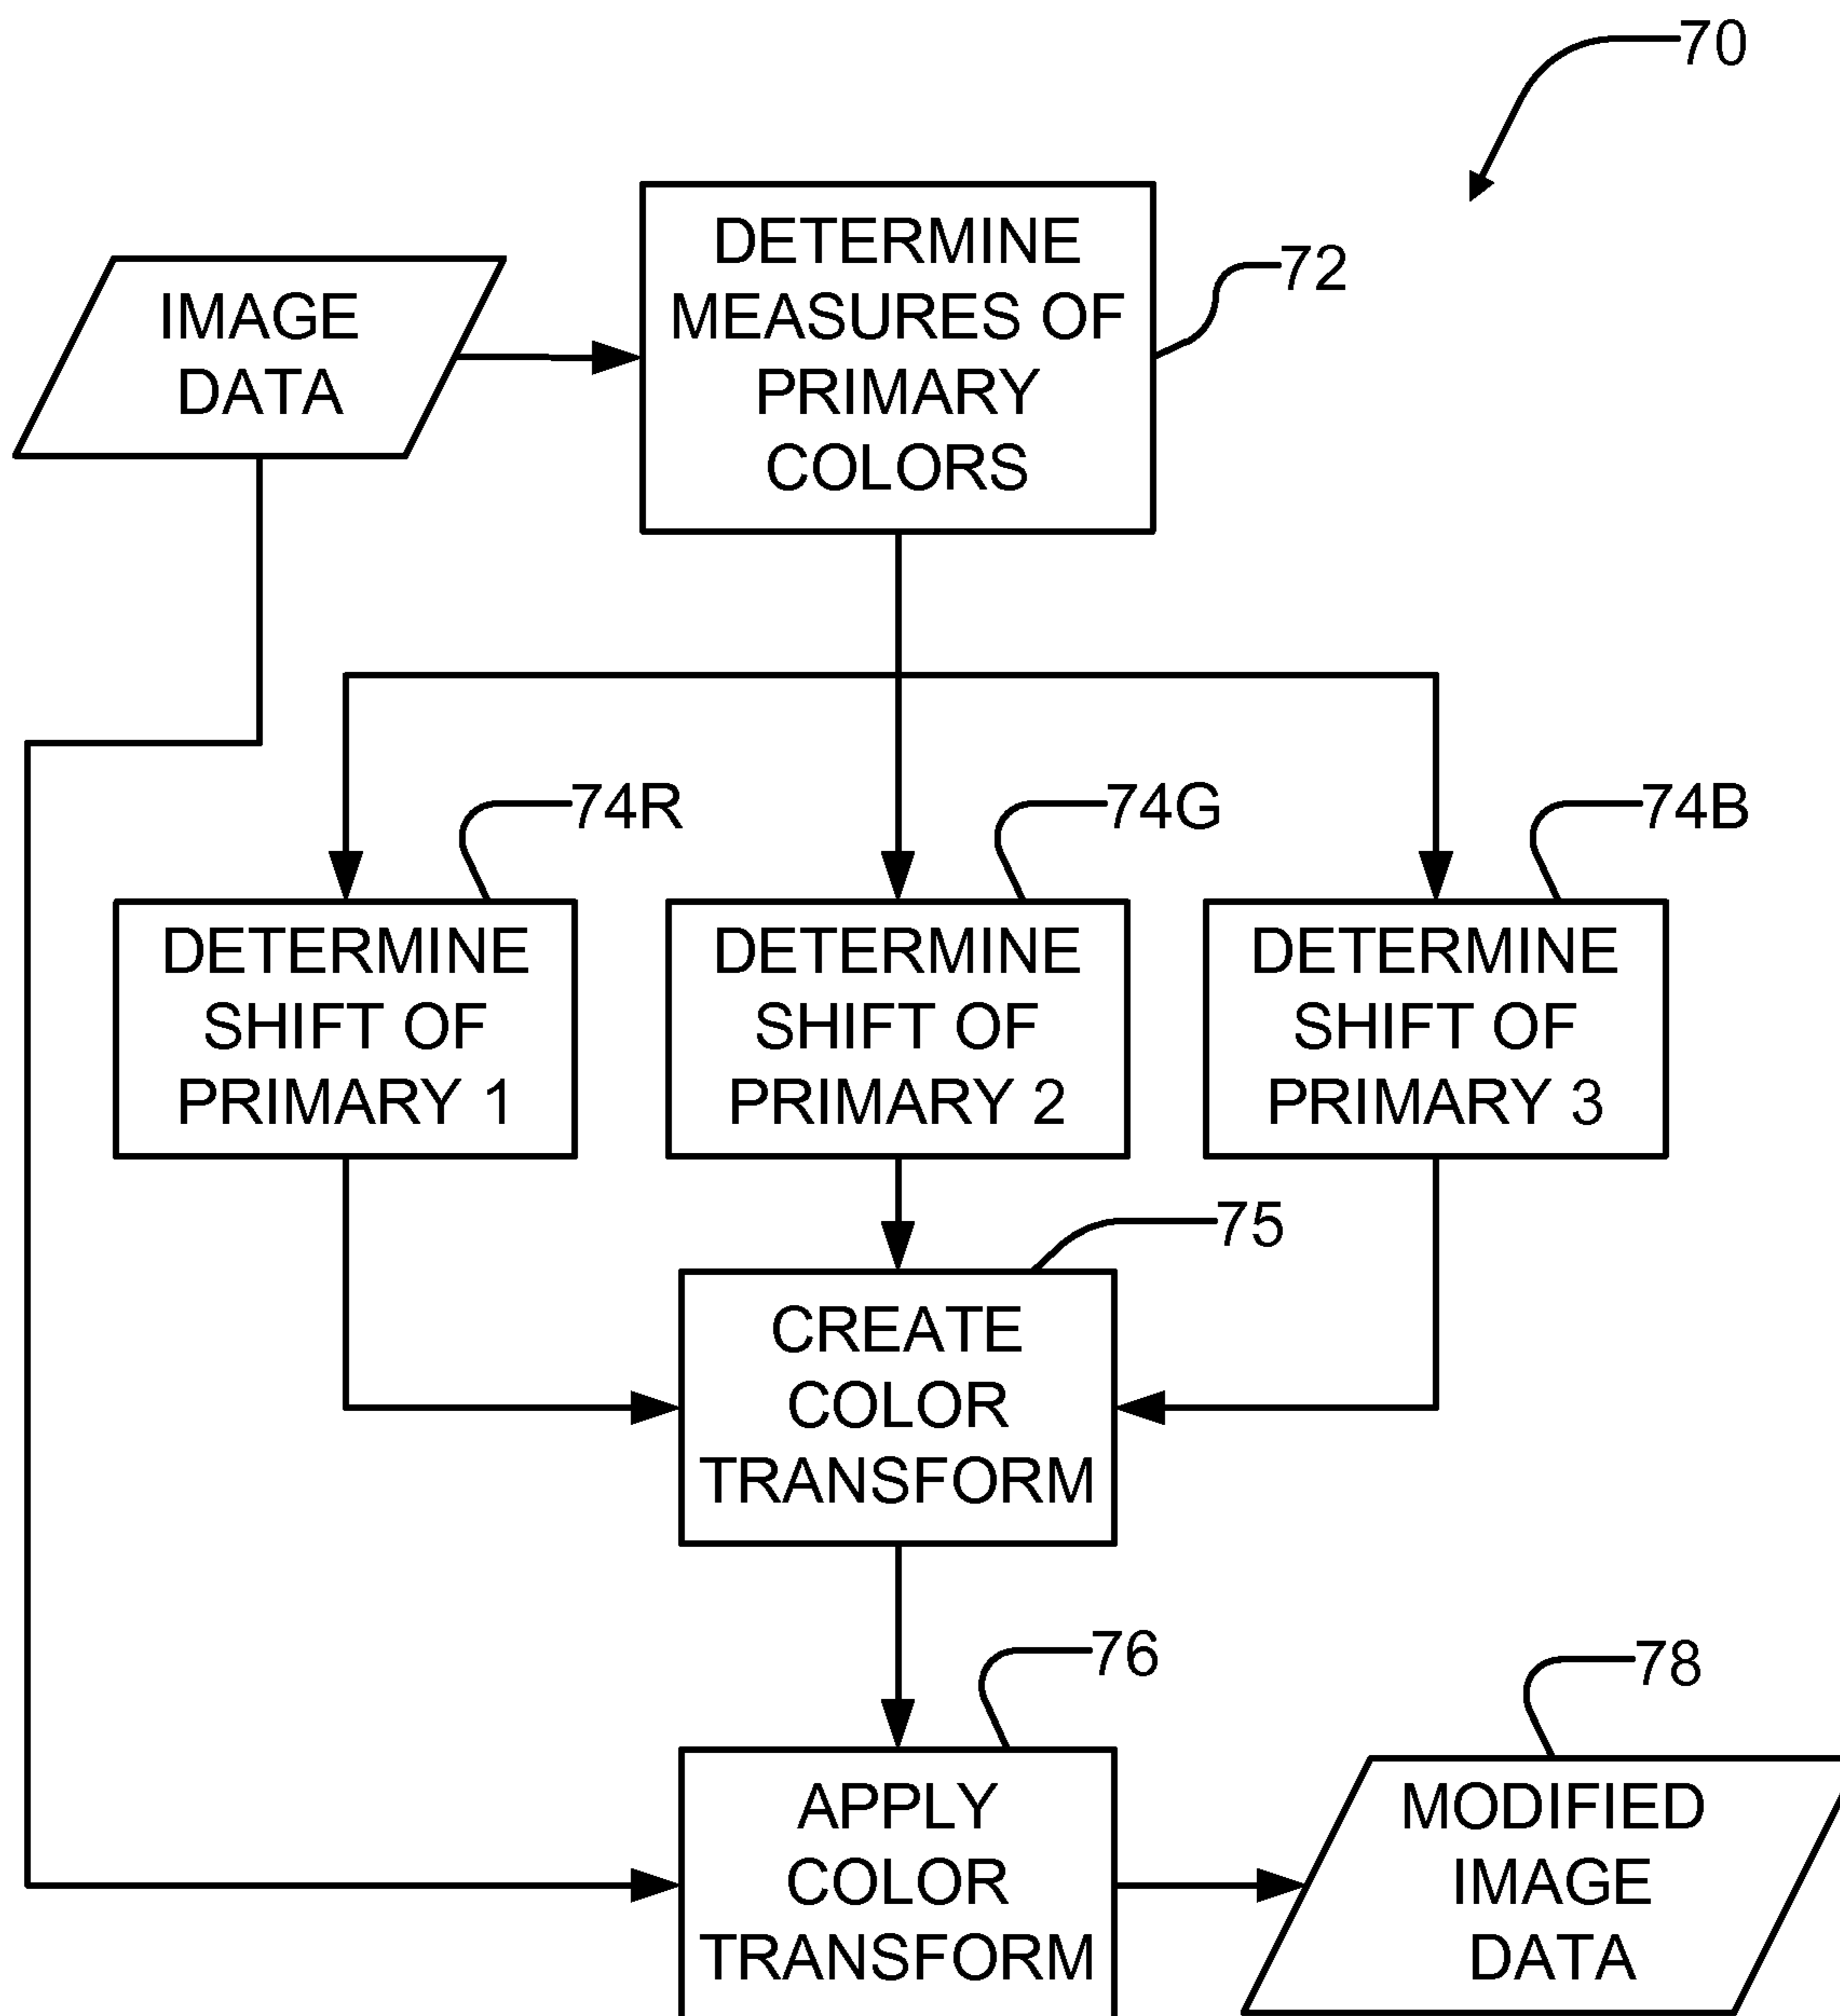 70
DETERMINE
MEASURES OF
PRIMARY
COLORS
72
IMAGE
DATA
74R
74G
74B
DETERMINE
SHIFT OF
PRIMARY 1
DETERMINE
SHIFT OF
PRIMARY 2
DETERMINE
SHIFT OF
PRIMARY 3
75
CREATE
COLOR
TRANSFORM
76
78
APPLY
COLOR
TRANSFORM
MODIFIED
IMAGE
DATA